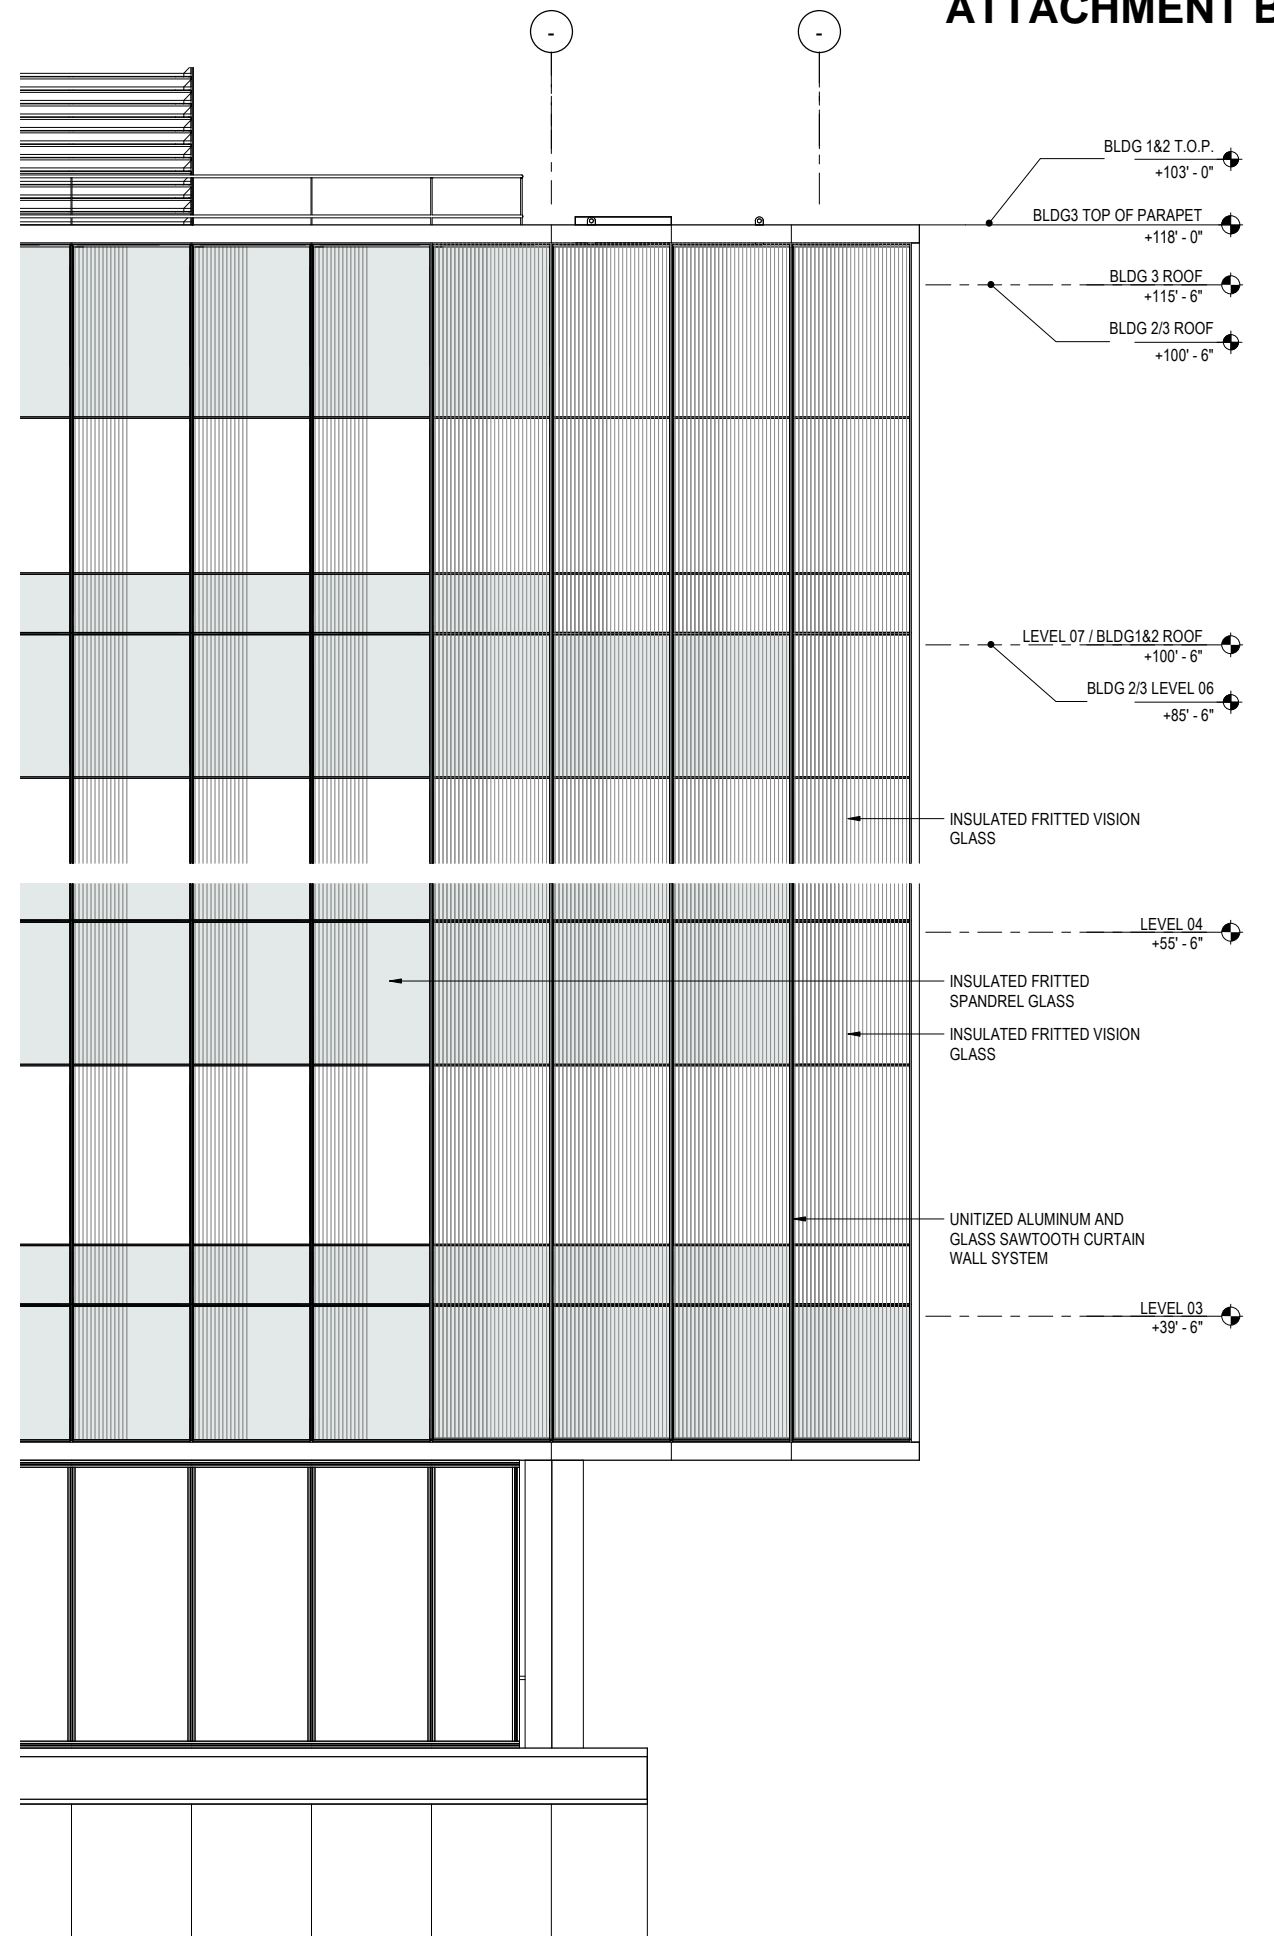 ATTACHMENT B
-
-
BLDG 1&2 T.O.P.
+103' - 0"
BLDG3 TOP OF PARAPET
+118' - 0"
BLDG 3 ROOF
+115' - 6"
BLDG 2/3 ROOF
+100' - 6"
LEVEL 07 / BLDG1&2 ROOF
+100' - 6"
BLDG 2/3 LEVEL 06
+85' - 6"
INSULATED FRITTED VISION
GLASS
LEVEL 04
+55' - 6"
INSULATED FRITTED
SPANDREL GLASS
INSULATED FRITTED VISION
GLASS
UNITIZED ALUMINUM AND
GLASS SAWTOOTH CURTAIN
WALL SYSTEM
LEVEL 03
+39' - 6"